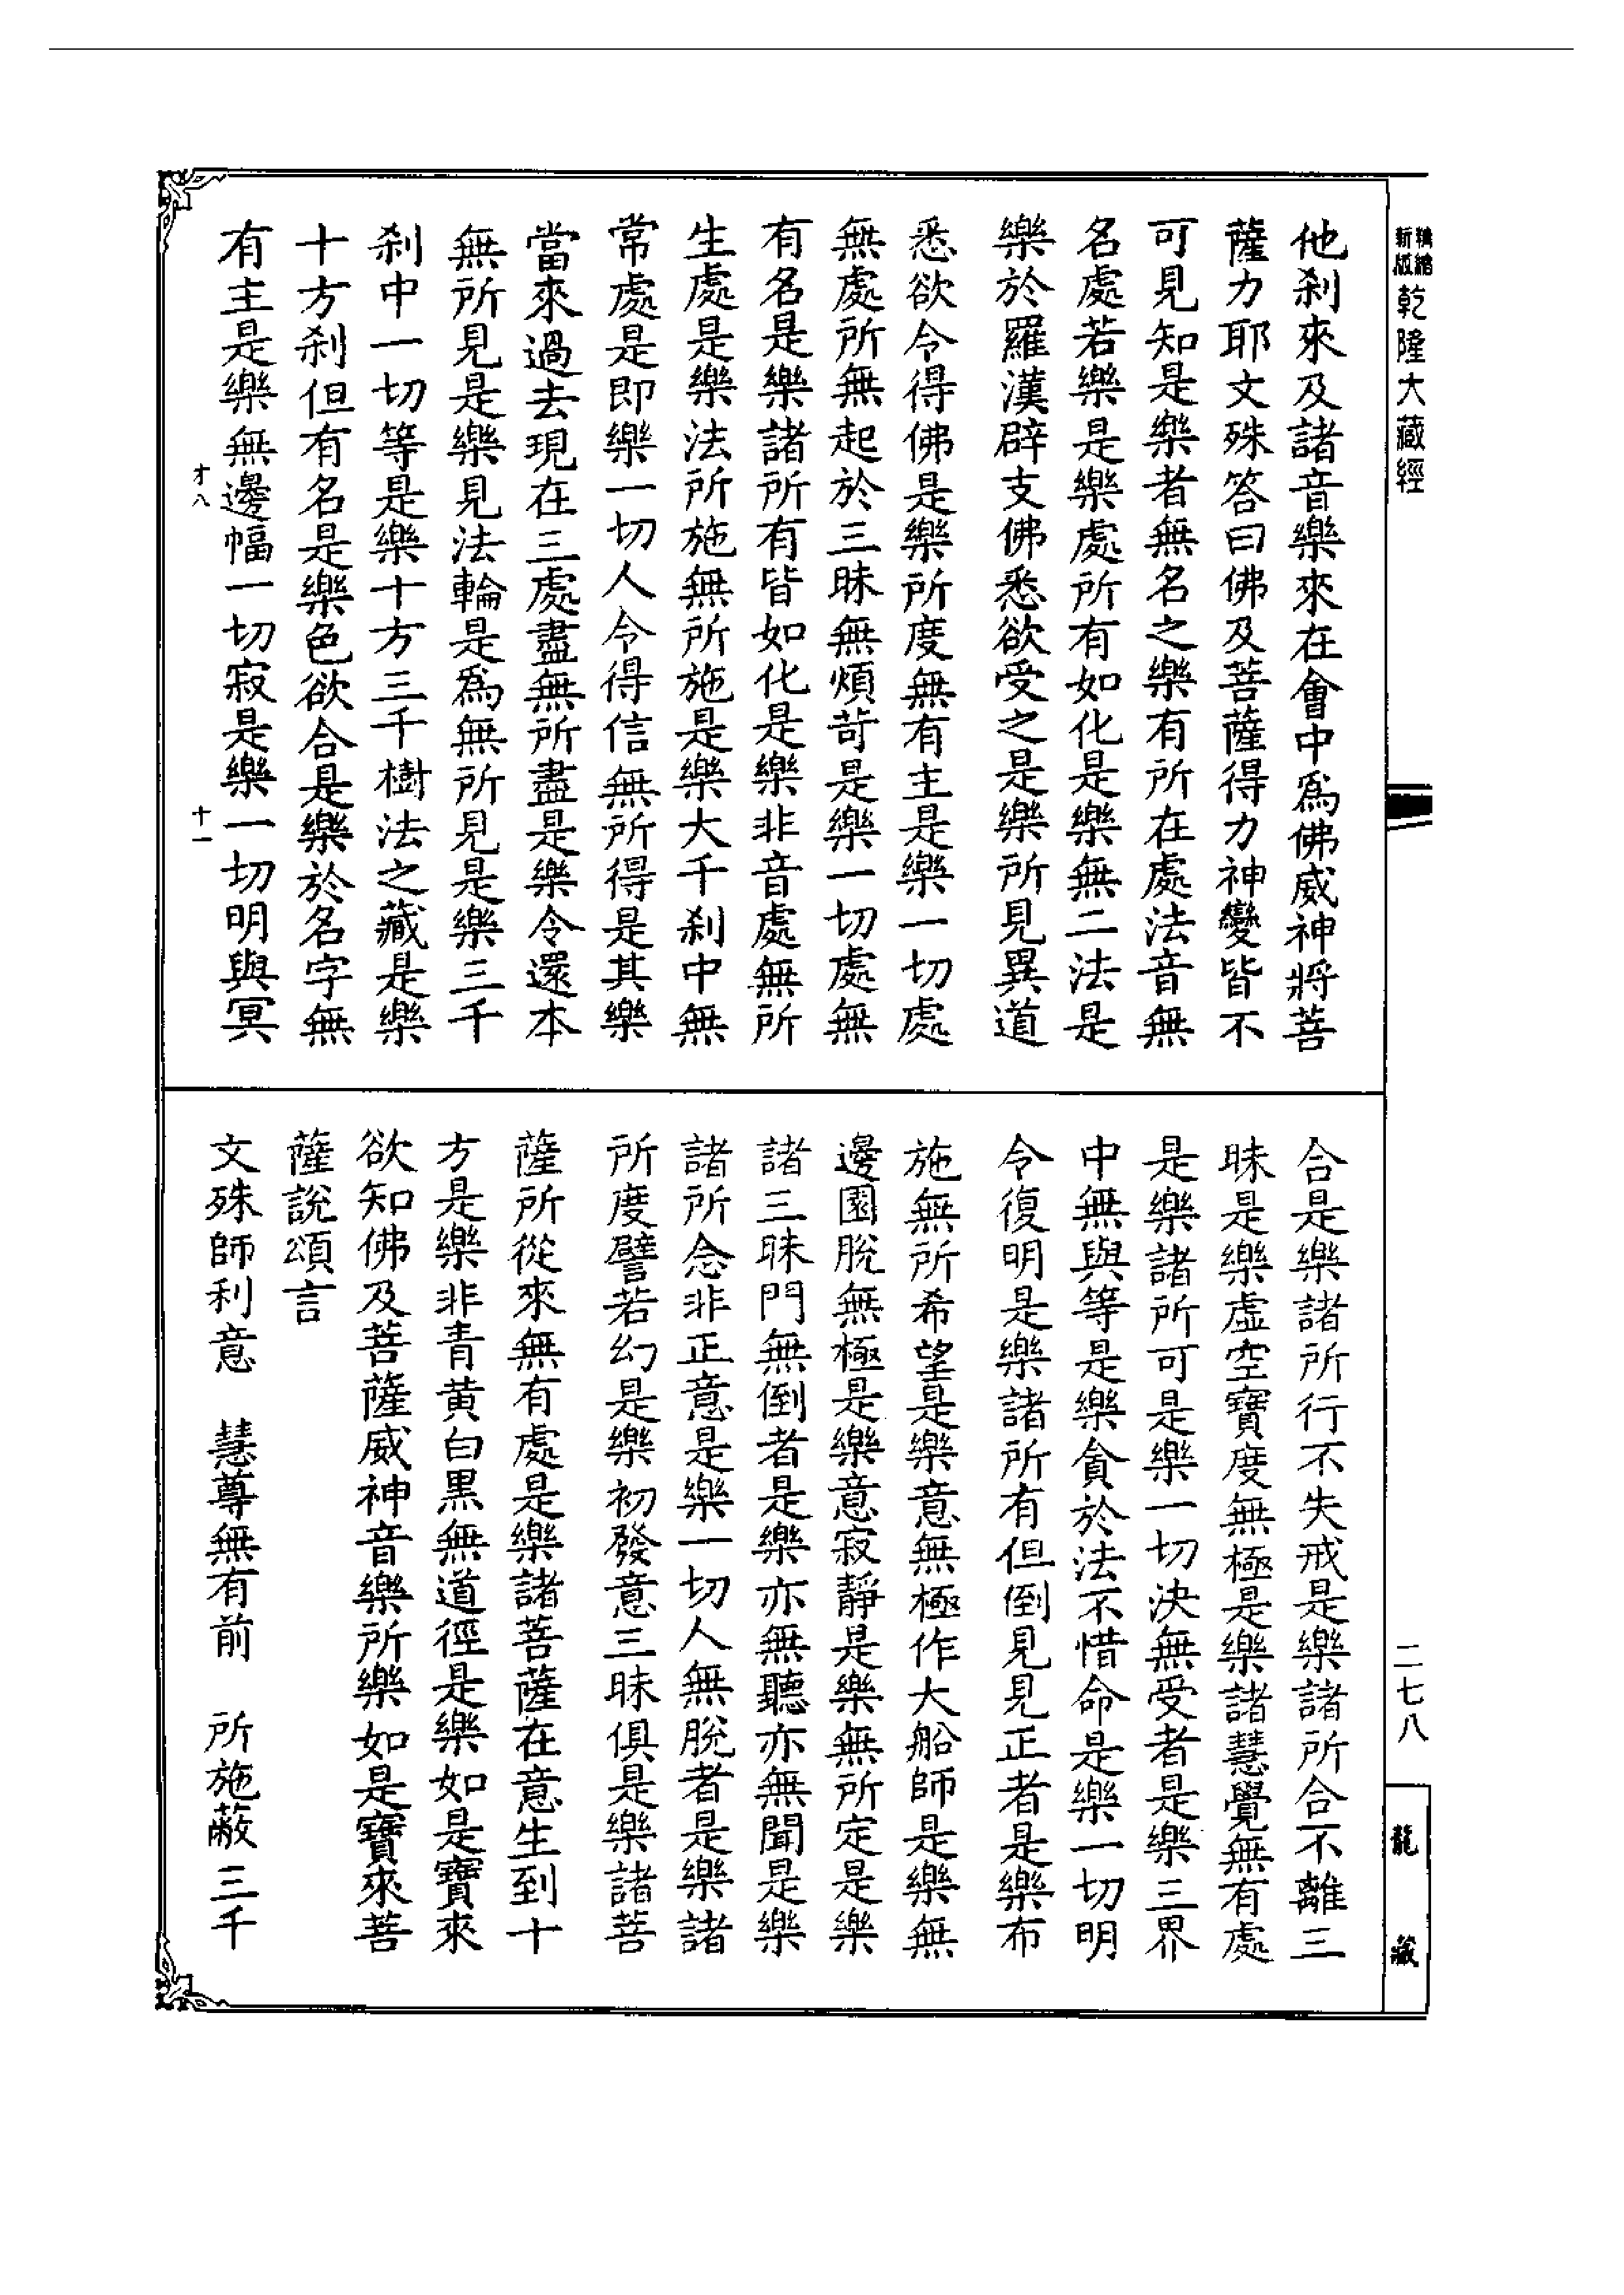 新版 精縮 乾隆大藏經
他剎來及諸音樂來在會中爲佛威神將菩
薩力耶文殊答曰佛及菩薩得力神變皆不
可見知是樂者無名之樂有所在處法音無
名處若樂是樂處所有如化是樂無二法是
樂於羅漢辟支佛悉欲受之是樂所見異道
悉欲令得佛是樂所度無有主是樂一切處
無處所無起於三昧無煩苛是樂一切處無
有名是樂諸所有皆如化是樂非音處無所
生處是樂法所施無所施是樂大千剎中無
常處是即樂一切人令得信無所得是其樂
當來過去現在三處盡無所盡是樂令還本
無所見是樂見法輪是爲無所見是樂三千
剎中一切等是樂十方三千樹法之藏是樂
十方剎但有名是樂色欲合是樂於名字無
有主是樂無邊幅一切寂是樂一切明與冥
才八
十一
合是樂諸所行不失戒是樂諸所合不離三
昧是樂虛空寶度無極是樂諸慧覺無有處
是樂諸所可是樂一切決無受者是樂三界
中無與等是樂貪於法不惜命是樂一切明
令復明是樂諸所有但倒見見正者是樂布
施無所希望是樂意無極作大船師是樂無
邊園脫無極是樂意寂靜是樂無所定是樂
諸三昧門無倒者是樂亦無聽亦無聞是樂
諸所念非正意是樂一切人無脫者是樂諸
所度譬若幻是樂初發意三昧俱是樂諸菩
薩所從來無有處是樂諸菩薩在意生到十
方是樂非青黄白黒無道徑是樂如是寶來
欲知佛及菩薩威神音樂所樂如是寶來菩
薩說頌言
文殊師利意　慧尊無有前　所施蔽三千
二七八
龍藏